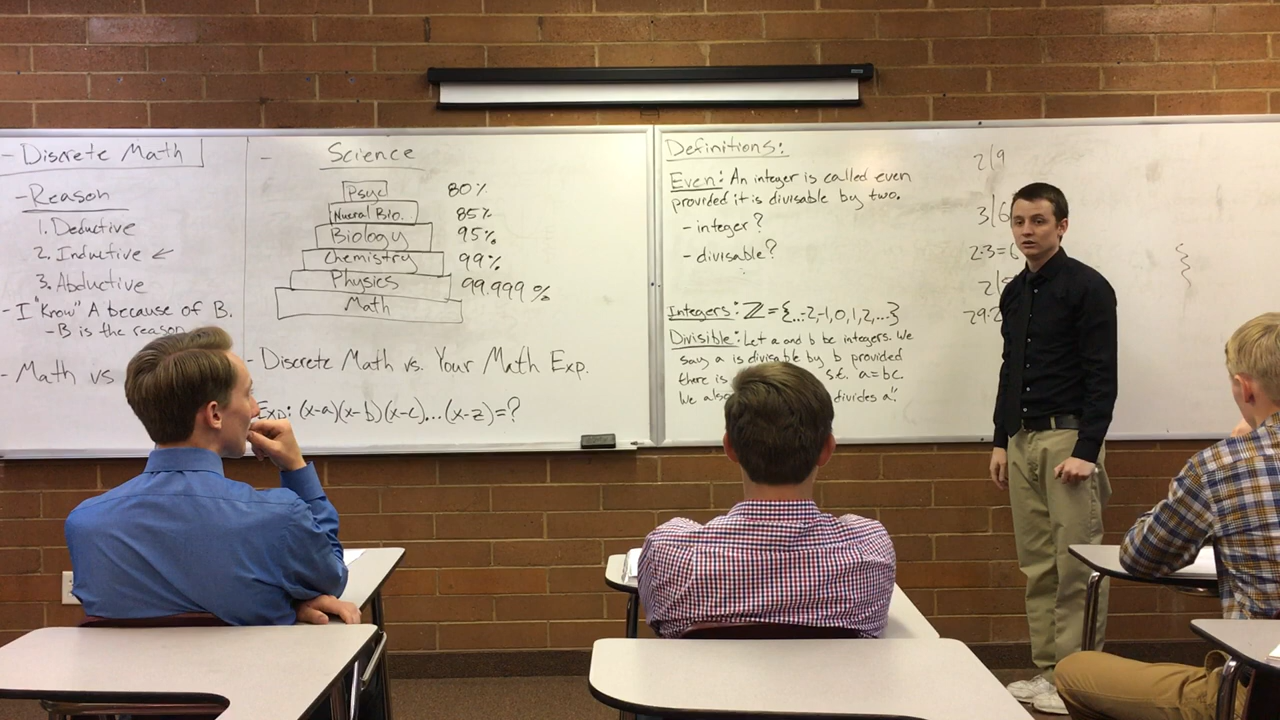 - Discrete Math
- Reason
1. Deductive
2. Inductive ←
3. Abductive
- I "Know" A because of B.
- B is the reason
- Math vs
- Science
Psyc 80%
Nueral Bio. 85%
Biology 95%
Chemistry 99%
Physics 99.999%
Math
- Discrete Math vs. Your Math Exp.
Exp: (x-a)(x-b)(x-c)...(x-z)=?
Definitions:
Even: An integer is called even
provided it is divisable by two.
- integer?
- divisable?
Integers: ℤ = {...-2,-1,0,1,2,...}
Divisible: Let a and b be integers. We
say a is divisable by b provided
there is s.t. a=bc.
We also divides a".
2|9
3|6
2·3=
2|
29·2